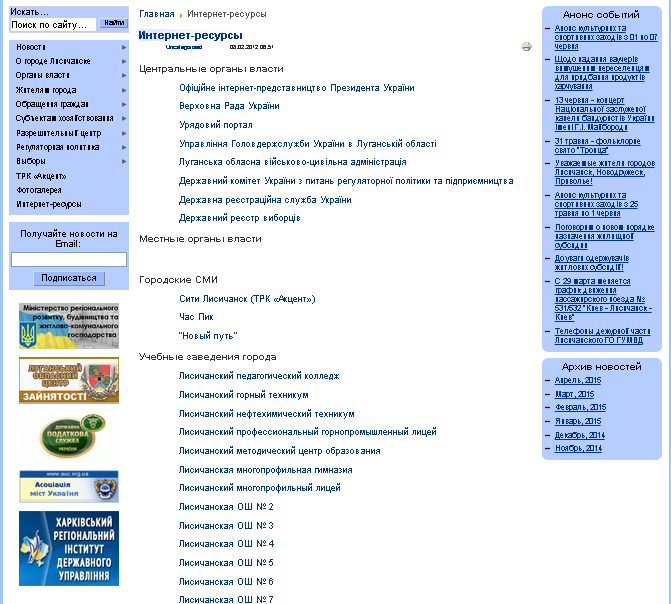 Искать...
Поиск по сайту...
Найти
Новости
О городе Лисичанске
Органы власти
Жителям города
Обращения граждан
Субъектам хозяйствования
Разрешительный центр
Регуляторная политика
Выборы
ТРК «Акцент»
Фотогалерея
Интернет-ресурсы
Получайте новости на
Email:
Подписаться
Міністерство регіонального
розвитку, будівництва та
житлово-комунального
господарства
ЛУГАНСЬКИЙ
ОБЛАСНИЙ
ЦЕНТР
ЗАЙНЯТОСТІ
ДЕРЖАВНА
ПОДАТКОВА
СЛУЖБА
УКРАЇНИ
www.auc.org.ua
Асоціація
міст України
ХАРКІВСЬКИЙ
РЕГІОНАЛЬНИЙ
ІНСТИТУТ
ДЕРЖАВНОГО
УПРАВЛІННЯ
Главная Интернет-ресурсы
Интернет-ресурсы
Uncategorised 08.02.2012 06:51
Центральные органы власти
Офіційне інтернет-представництво Президента України
Верховна Рада України
Урядовий портал
Управління Головдержслужби України в Луганській області
Луганська обласна військово-цивільна адміністрація
Державний комітет України з питань регуляторної політики та підприємництва
Державна реєстраційна служба України
Державний реєстр виборців
Местные органы власти
Городские СМИ
Сити Лисичанск (ТРК «Акцент»)
Час Пик
"Новый путь"
Учебные заведения города
Лисичанский педагогический колледж
Лисичанский горный техникум
Лисичанский нефтехимический техникум
Лисичанский профессиональный горнопромышленный лицей
Лисичанский методический центр образования
Лисичанская многопрофильная гимназия
Лисичанский многопрофильный лицей
Лисичанская ОШ № 2
Лисичанская ОШ № 3
Лисичанская ОШ № 4
Лисичанская ОШ № 5
Лисичанская ОШ № 6
Лисичанская ОШ № 7
Анонс событий
Анонс культурних та
спортивних заходів з 01 по 07
червня
Щодо надання ваучерів
вимушеним переселенцям
для придбання продуктів
харчування
13 червня - концерт
Національної заслуженої
капели бандуристів України
імені Г.І. Майбороди
31 травня - фольклорне
свято "Тройца"
Уважаемые жители городов
Лисичанск, Новодружеск,
Приволье!
Анонс культурних та
спортивних заходів з 25
травня по 1 червня
Поговорим о новом порядке
назначения жилищной
субсидии
До уваги одержувачів
житлових субсидій!
С 29 марта меняется
график движения
пассажирского поезда №
531/532 "Киев - Лисичанск -
Киев"
Телефоны дежурной части
Лисичанского ГО ГУМВД
Архив новостей
Апрель, 2015
Март, 2015
Февраль, 2015
Январь, 2015
Декабрь, 2014
Ноябрь, 2014